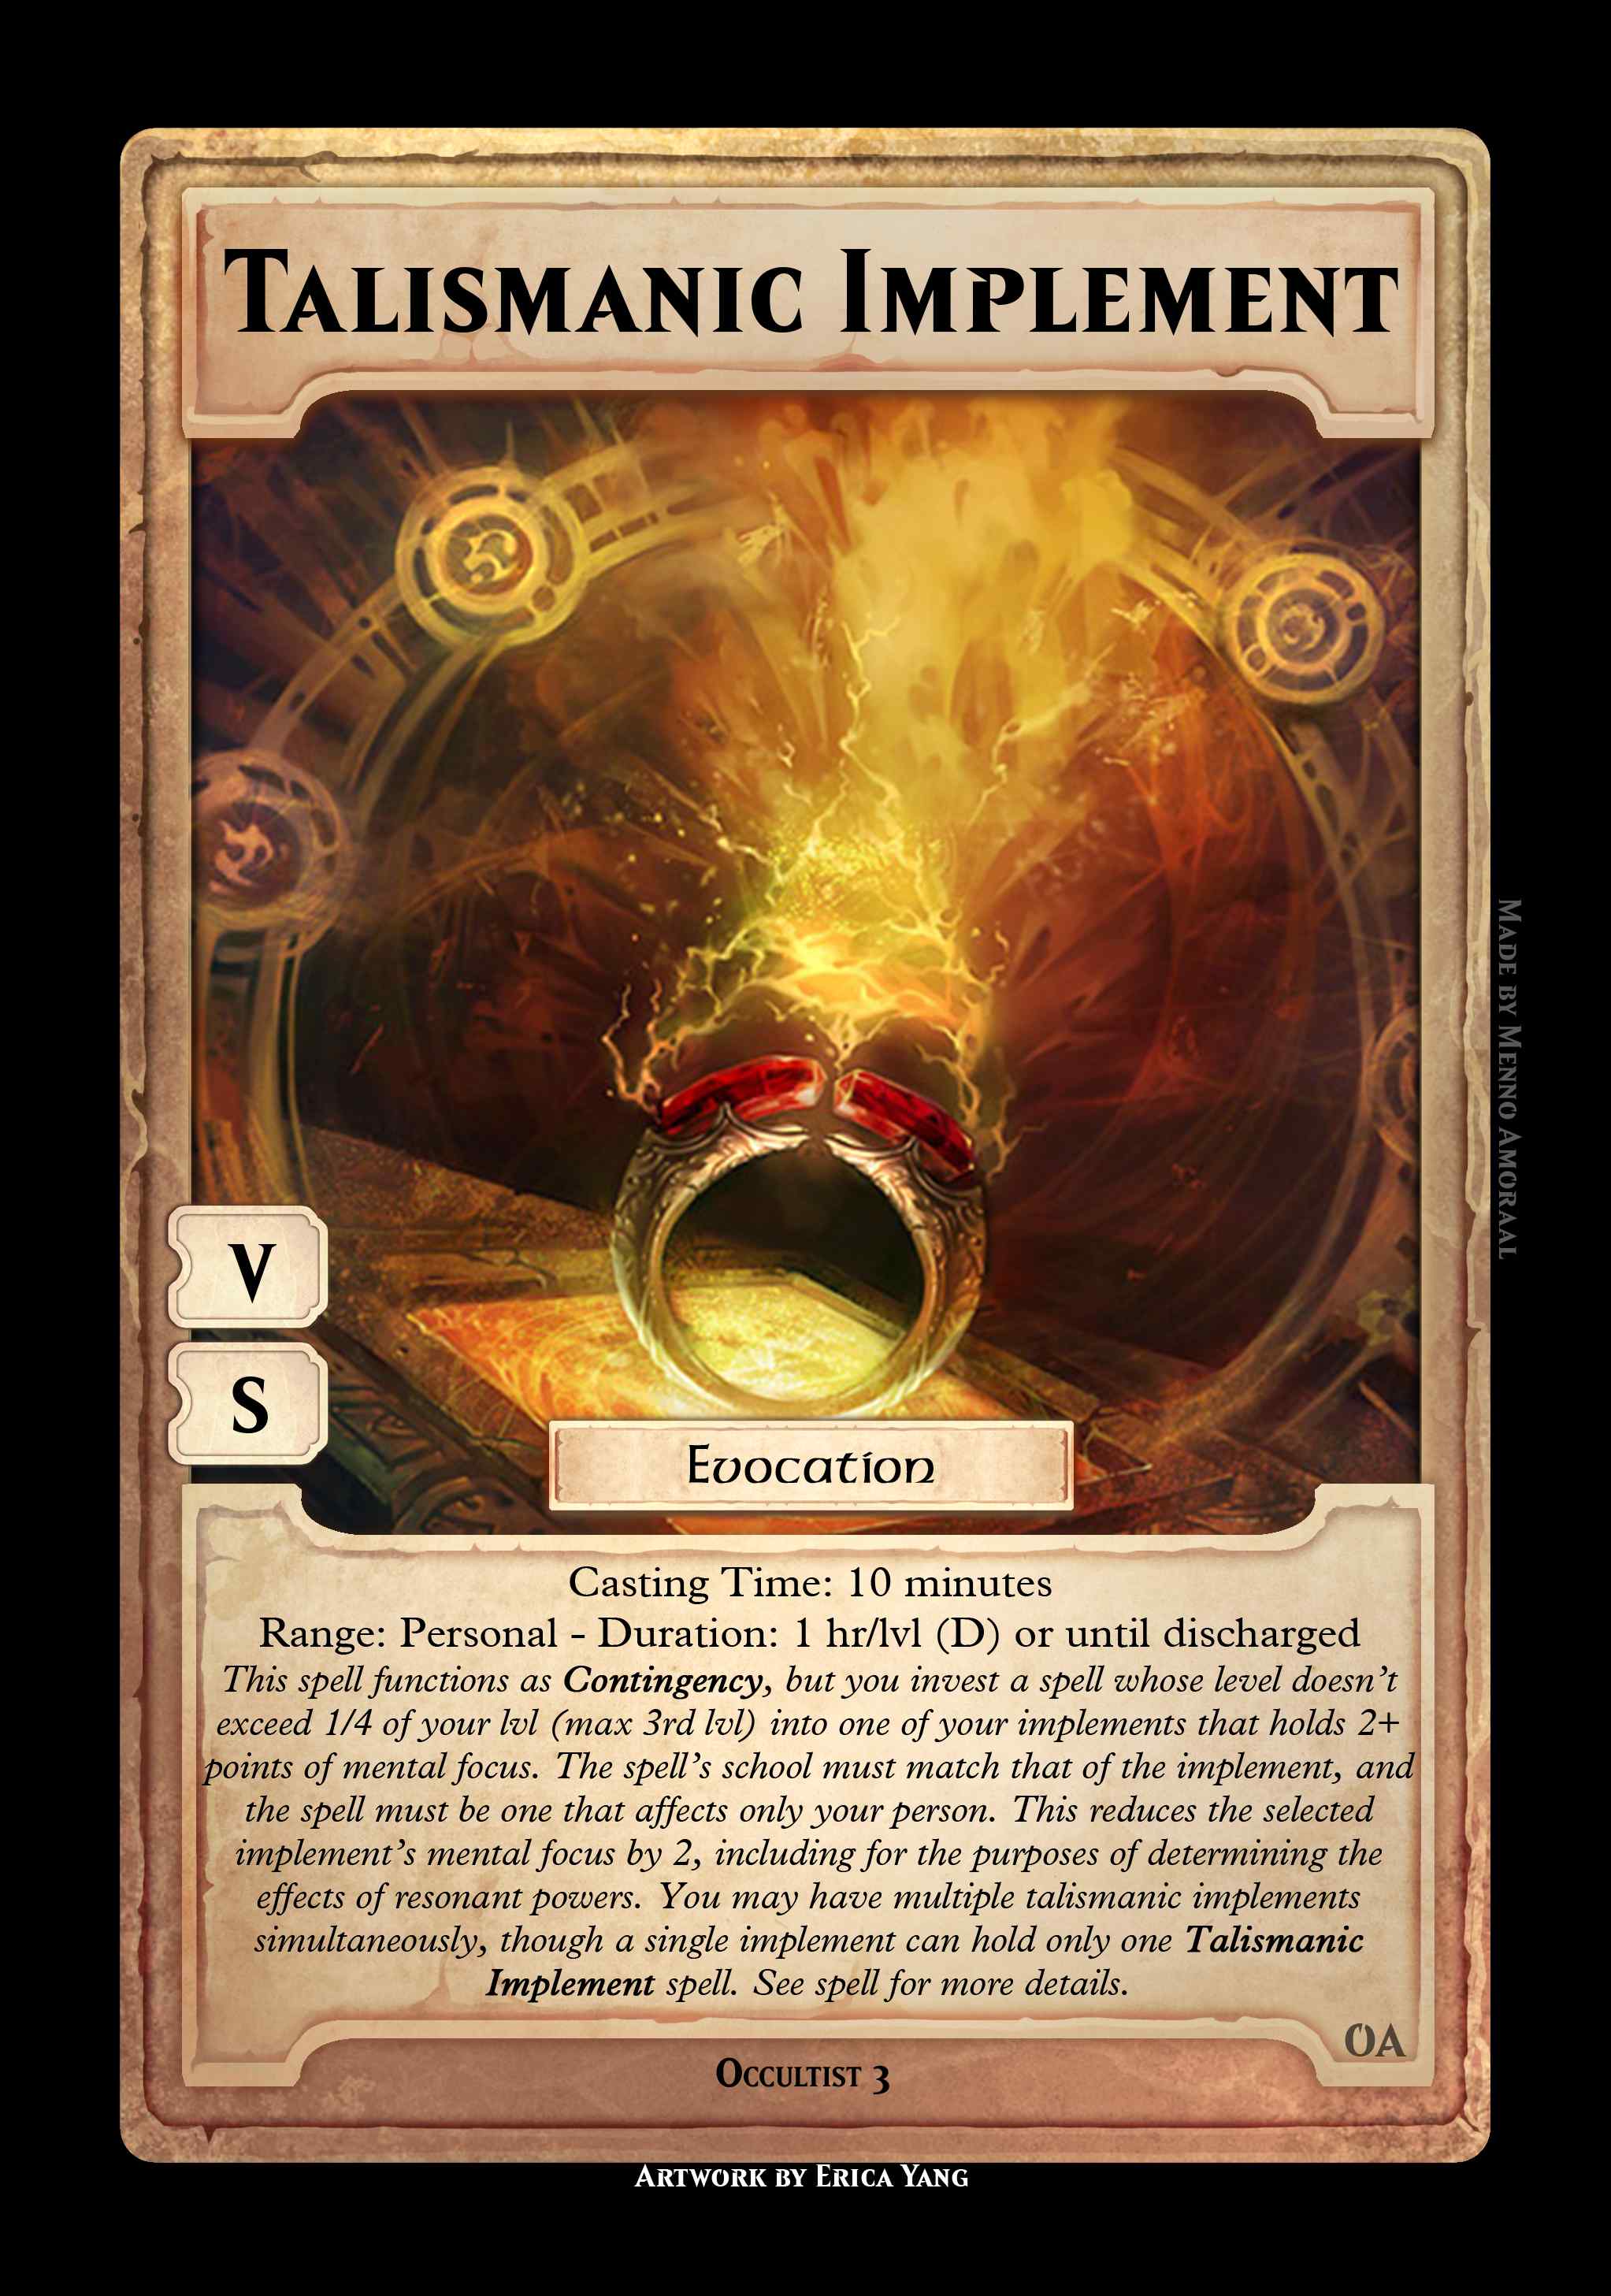 Talismanic Implement
V
S
Evocation
Casting Time: 10 minutes
Range: Personal - Duration: 1 hr/lvl (D) or until discharged
This spell functions as Contingency, but you invest a spell whose level doesn't
exceed 1/4 of your lvl (max 3rd lvl) into one of your implements that holds 2+
points of mental focus. The spell's school must match that of the implement, and
the spell must be one that affects only your person. This reduces the selected
implement's mental focus by 2, including for the purposes of determining the
effects of resonant powers. You may have multiple talismanic implements
simultaneously, though a single implement can hold only one Talismanic
Implement spell. See spell for more details.
OA
Occultist 3
Artwork by Erica Yang
Made by Menno Amoraal